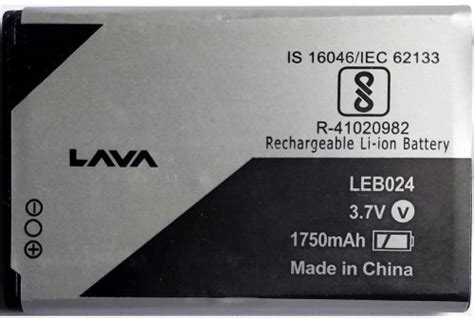 IS 16046/IEC 62133
R-41020982
Rechargeable Li-ion Battery
LAVA
LEB024
3.7V V
1750mAh
Made in China